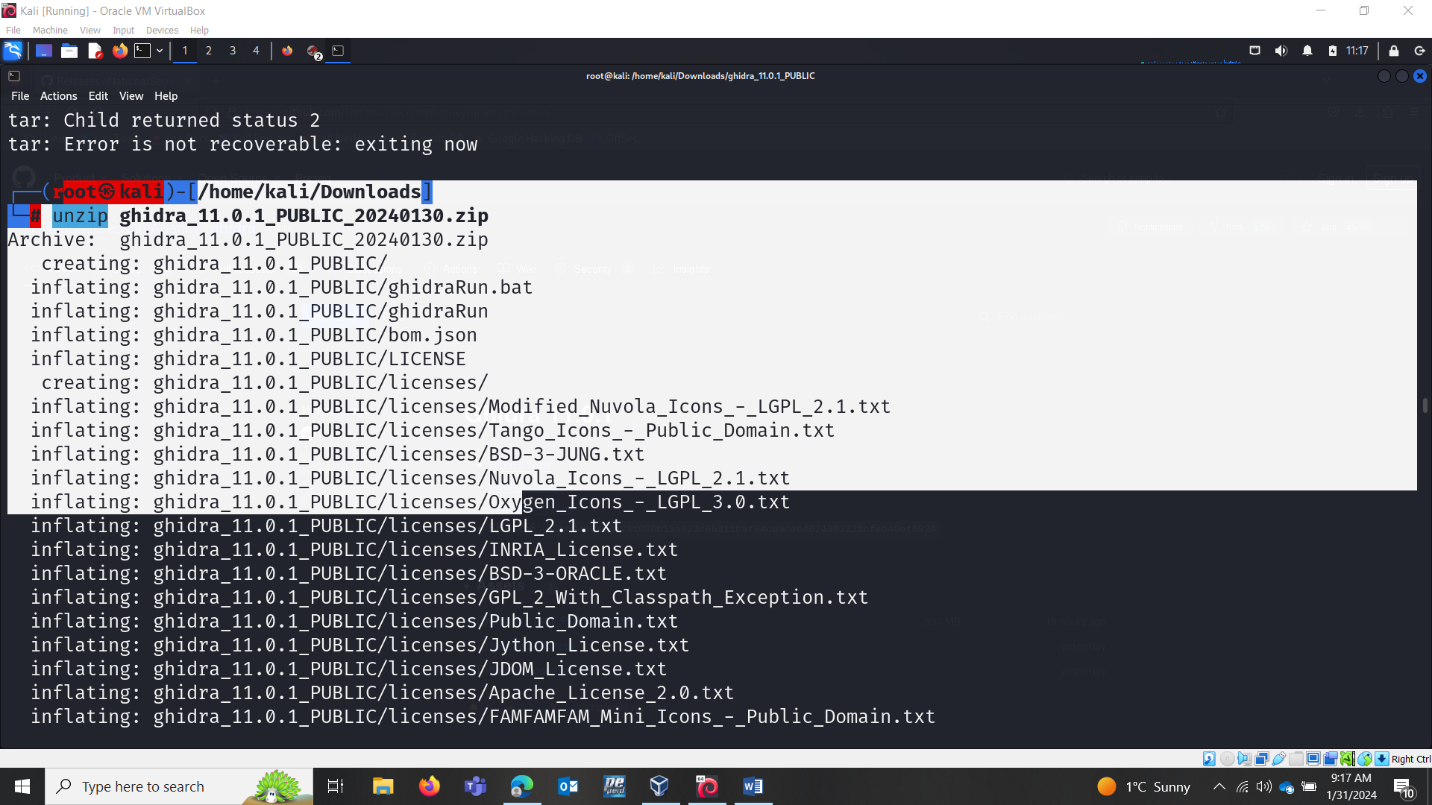 Kali [Running] - Oracle VM VirtualBox
File Machine View Input Devices Help
1 2 3 4
2
11:17
root@kali: /home/kali/Downloads/ghidra_11.0.1_PUBLIC
File Actions Edit View Help
tar: Child returned status 2
tar: Error is not recoverable: exiting now
┌──(root㉿kali)-[/home/kali/Downloads]
└─# unzip ghidra_11.0.1_PUBLIC_20240130.zip
Archive:  ghidra_11.0.1_PUBLIC_20240130.zip
   creating: ghidra_11.0.1_PUBLIC/
  inflating: ghidra_11.0.1_PUBLIC/ghidraRun.bat
  inflating: ghidra_11.0.1_PUBLIC/ghidraRun
  inflating: ghidra_11.0.1_PUBLIC/bom.json
  inflating: ghidra_11.0.1_PUBLIC/LICENSE
   creating: ghidra_11.0.1_PUBLIC/licenses/
  inflating: ghidra_11.0.1_PUBLIC/licenses/Modified_Nuvola_Icons_-_LGPL_2.1.txt
  inflating: ghidra_11.0.1_PUBLIC/licenses/Tango_Icons_-_Public_Domain.txt
  inflating: ghidra_11.0.1_PUBLIC/licenses/BSD-3-JUNG.txt
  inflating: ghidra_11.0.1_PUBLIC/licenses/Nuvola_Icons_-_LGPL_2.1.txt
  inflating: ghidra_11.0.1_PUBLIC/licenses/Oxygen_Icons_-_LGPL_3.0.txt
  inflating: ghidra_11.0.1_PUBLIC/licenses/LGPL_2.1.txt
  inflating: ghidra_11.0.1_PUBLIC/licenses/INRIA_License.txt
  inflating: ghidra_11.0.1_PUBLIC/licenses/BSD-3-ORACLE.txt
  inflating: ghidra_11.0.1_PUBLIC/licenses/GPL_2_With_Classpath_Exception.txt
  inflating: ghidra_11.0.1_PUBLIC/licenses/Public_Domain.txt
  inflating: ghidra_11.0.1_PUBLIC/licenses/Jython_License.txt
  inflating: ghidra_11.0.1_PUBLIC/licenses/JDOM_License.txt
  inflating: ghidra_11.0.1_PUBLIC/licenses/Apache_License_2.0.txt
  inflating: ghidra_11.0.1_PUBLIC/licenses/FAMFAMFAM_Mini_Icons_-_Public_Domain.txt
Right Ctrl
Type here to search
1°C Sunny
9:17 AM
1/31/2024
10